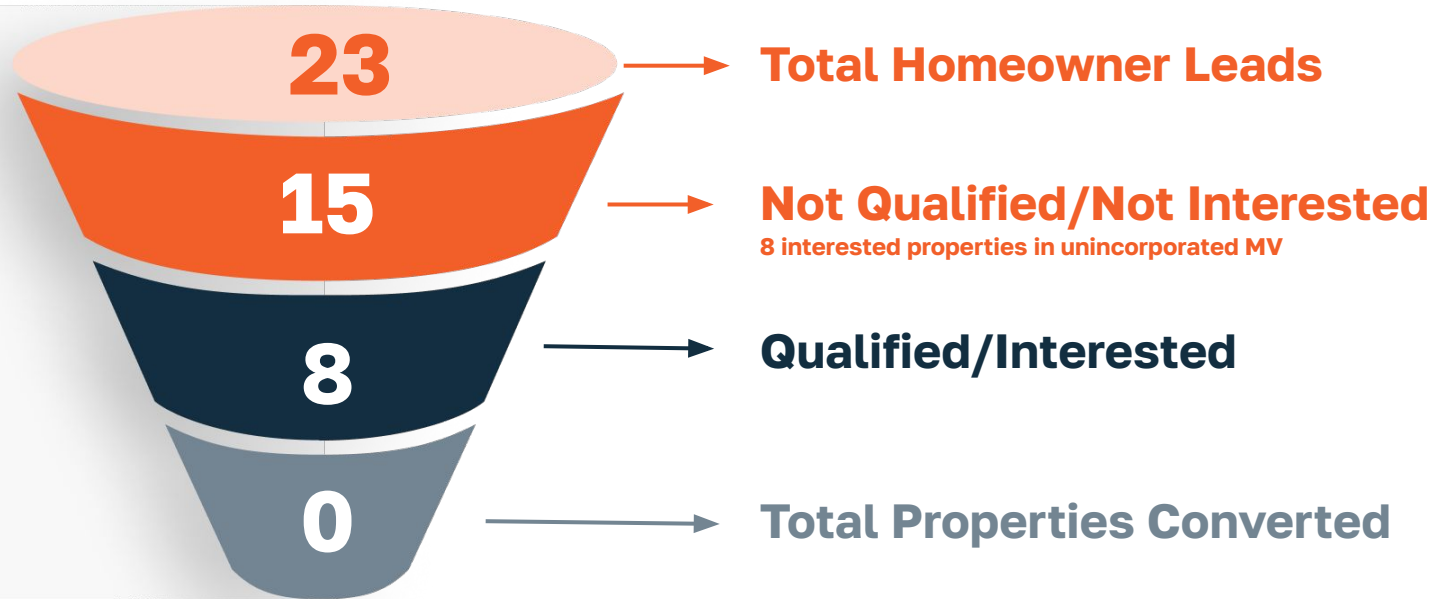 23
Total Homeowner Leads
15
Not Qualified/Not Interested
8 interested properties in unincorporated MV
8
Qualified/Interested
0
Total Properties Converted